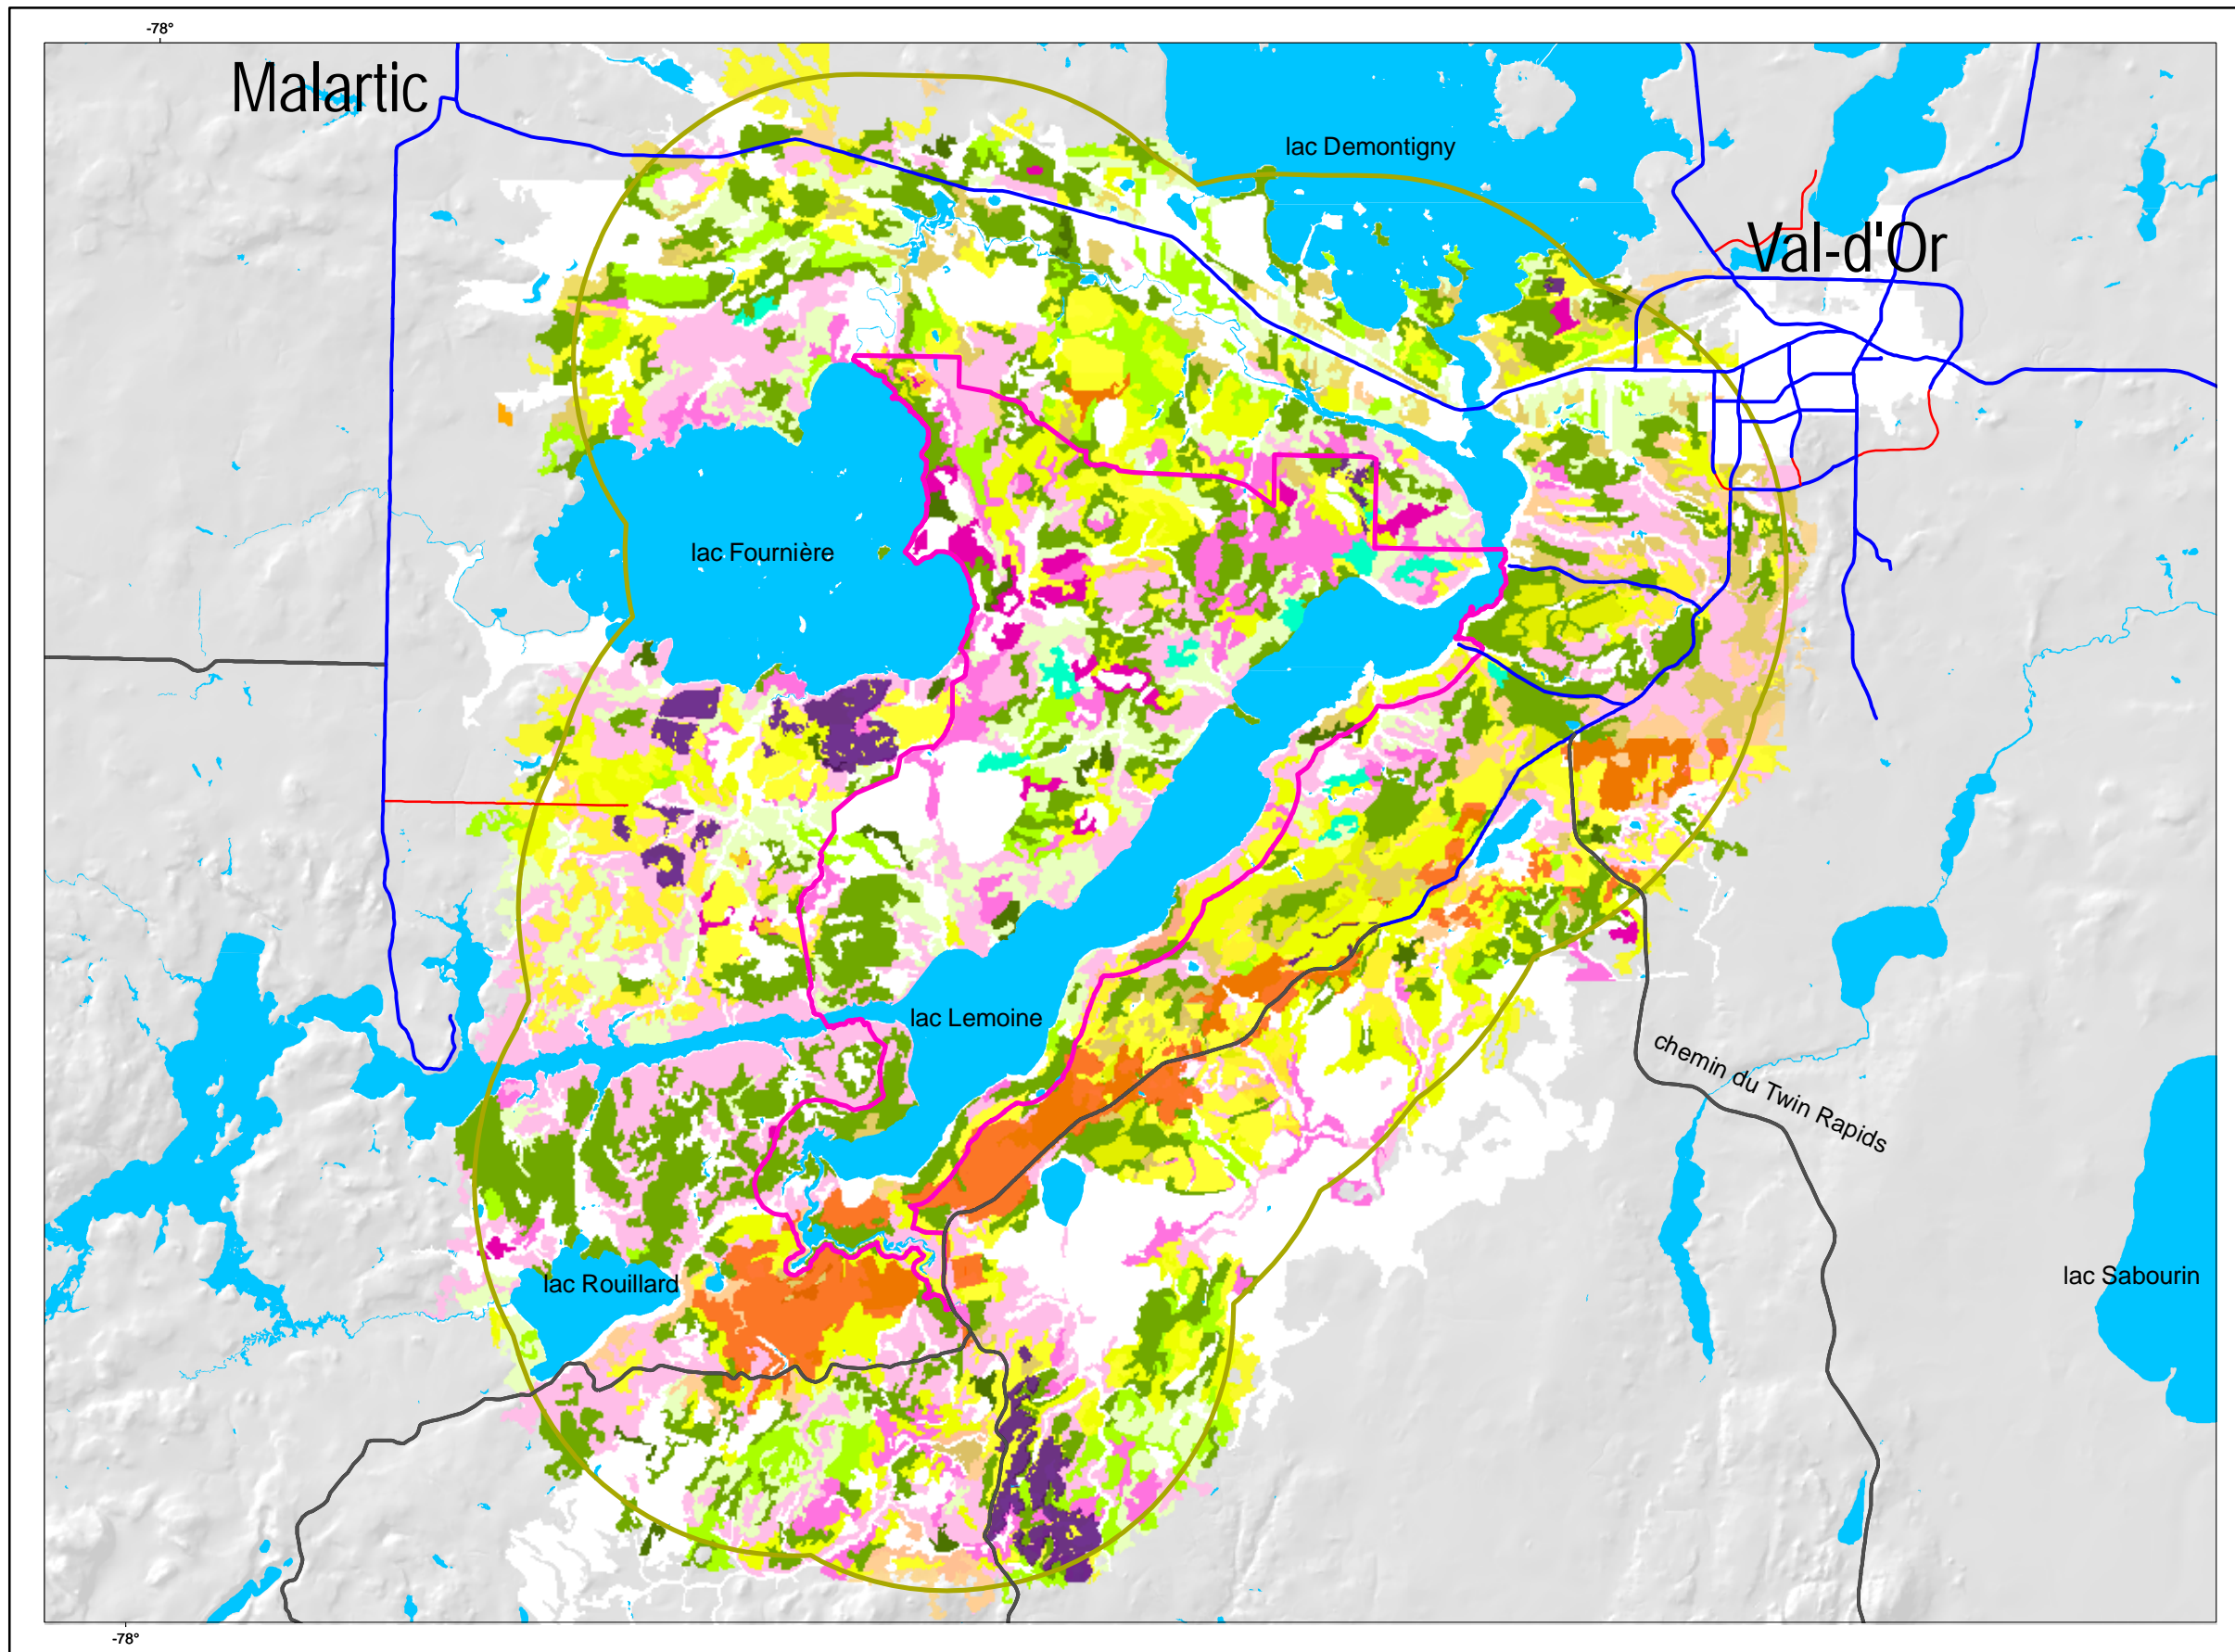 -78°
Malartic
lac Demontigny
Val-d'Or
lac Fournière
lac Lemoine
chemin du Twin Rapids
lac Rouillard
lac Sabourin
-78°